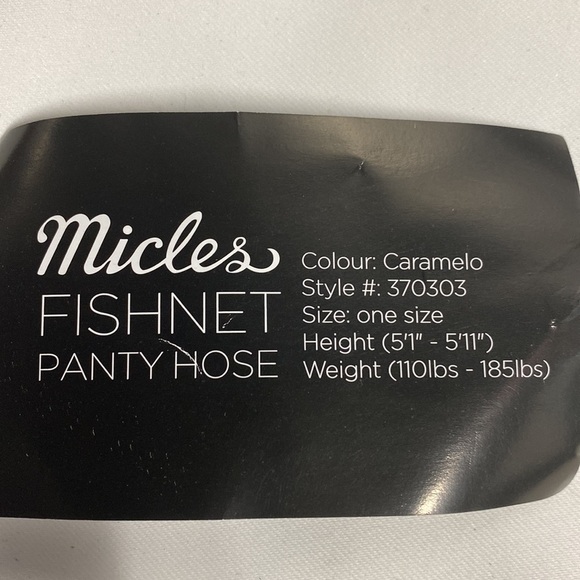 Micles
FISHNET
PANTY HOSE
Colour: Caramelo
Style #: 370303
Size: one size
Height (5'1" - 5'11")
Weight (110lbs - 185lbs)